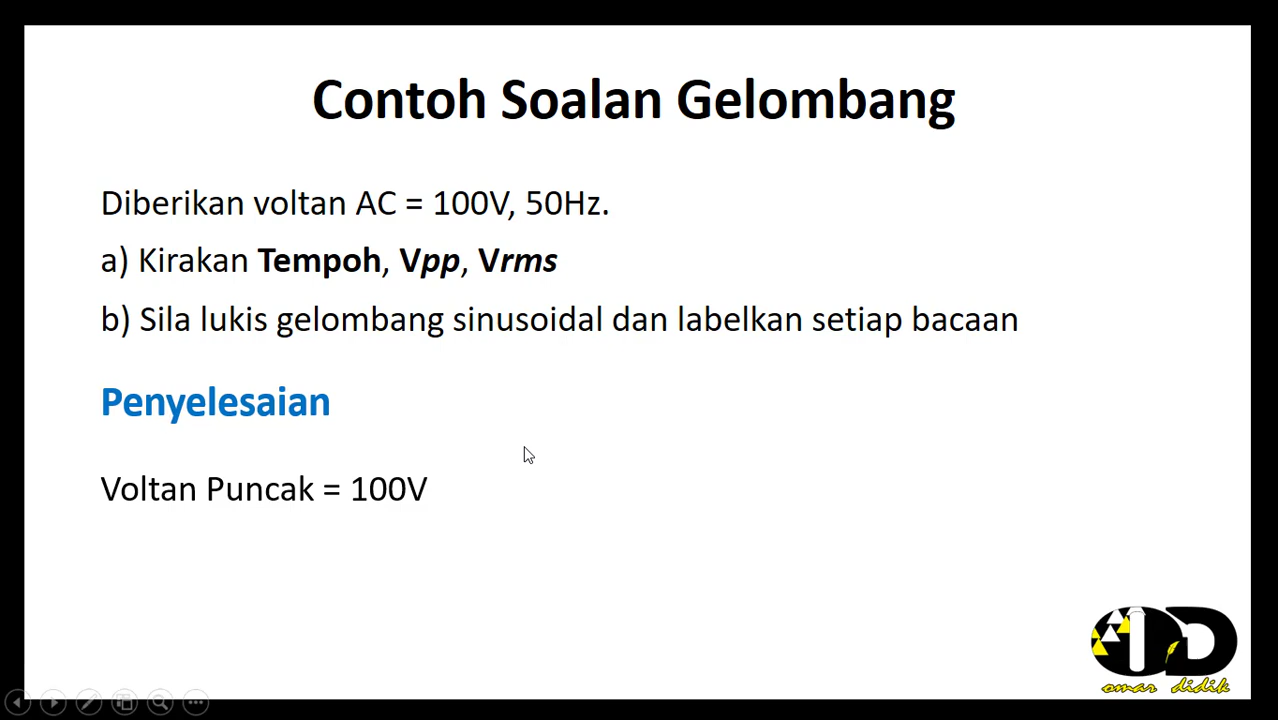 Contoh Soalan Gelombang
Diberikan voltan AC = 100V, 50Hz.
a) Kirakan Tempoh, Vpp, Vrms
b) Sila lukis gelombang sinusoidal dan labelkan setiap bacaan
Penyelesaian
Voltan Puncak = 100V
OD
omar didik